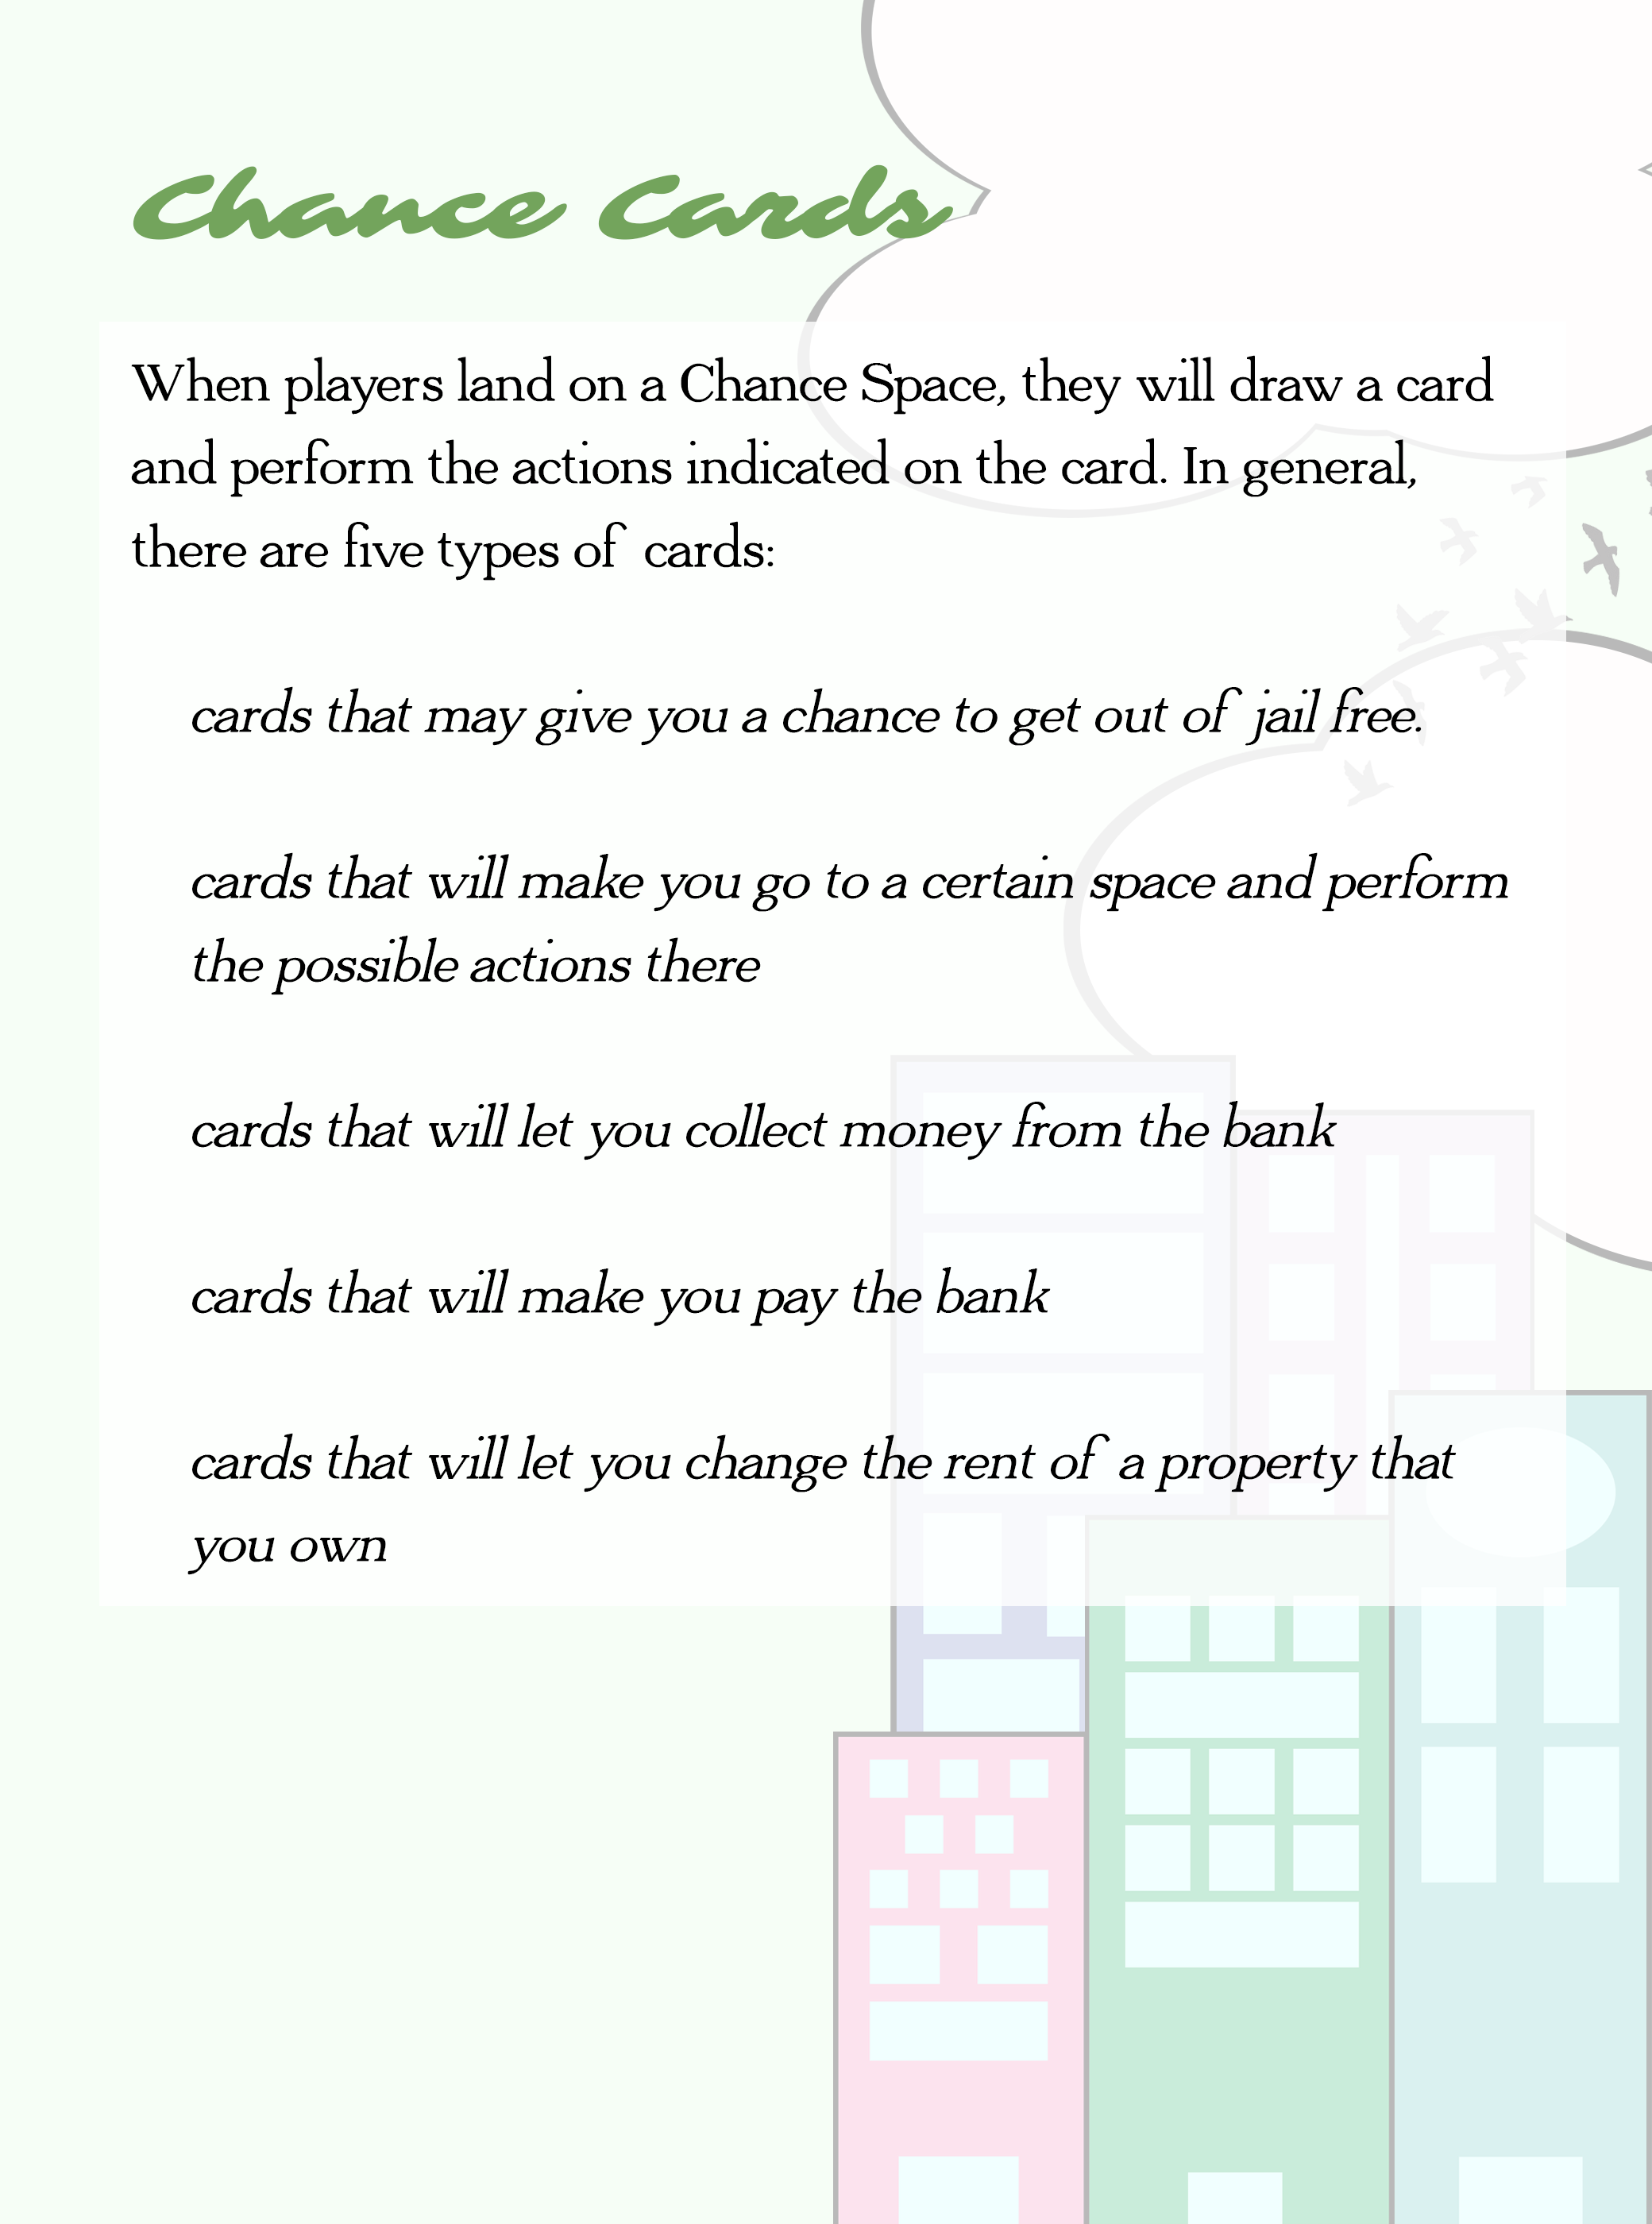 Chance Cards
When players land on a Chance Space, they will draw a card
and perform the actions indicated on the card. In general,
there are five types of cards:
cards that may give you a chance to get out of jail free.
cards that will make you go to a certain space and perform
the possible actions there
cards that will let you collect money from the bank
cards that will make you pay the bank
cards that will let you change the rent of a property that
you own